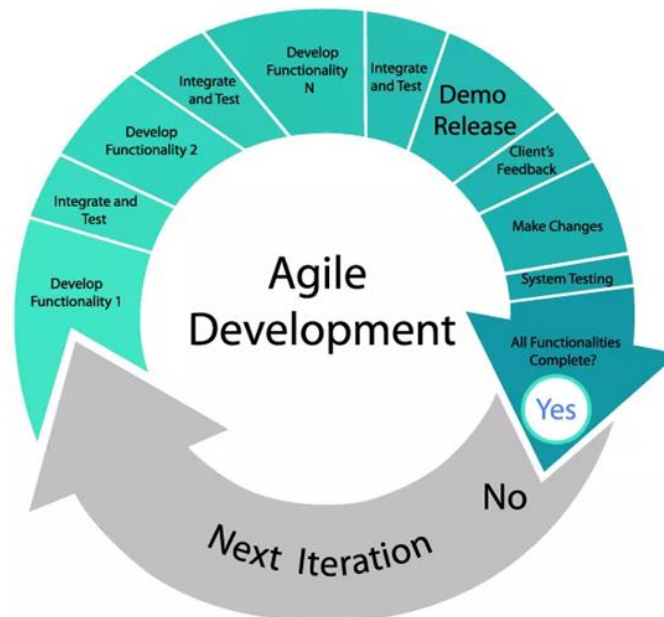 Develop
Functionality 1
Integrate and
Test
Develop
Functionality 2
Integrate
and Test
Develop
Functionality
N
Integrate
and Test
Demo
Release
Client's
Feedback
Make Changes
System Testing
All Functionalities
Complete?
Yes
No
Next Iteration
Agile
Development